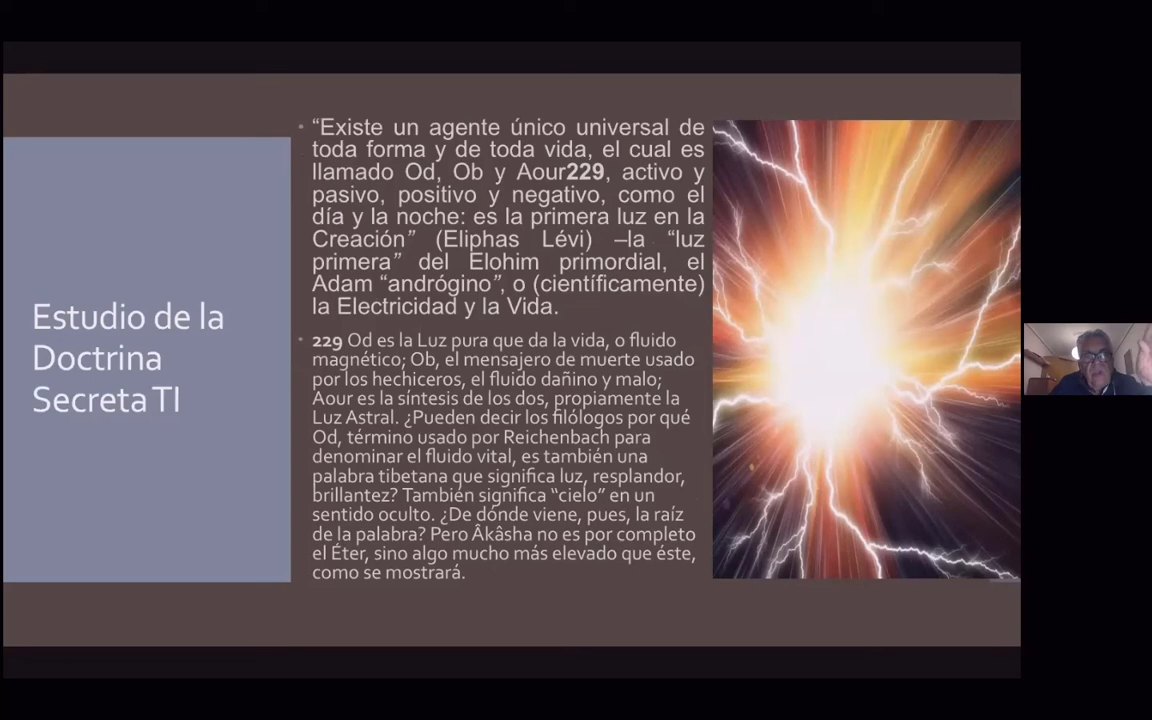 Estudio de la
Doctrina
Secreta TI
“Existe un agente único universal de
toda forma y de toda vida, el cual es
llamado Od, Ob y Aour229, activo y
pasivo, positivo y negativo, como el
día y la noche: es la primera luz en la
Creación” (Eliphas Lévi) –la “luz
primera” del Elohim primordial, el
Adam “andrógino”, o (científicamente)
la Electricidad y la Vida.
229 Od es la Luz pura que da la vida, o fluido
magnético; Ob, el mensajero de muerte usado
por los hechiceros, el fluido dañino y malo;
Aour es la síntesis de los dos, propiamente la
Luz Astral. ¿Pueden decir los filólogos por qué
Od, término usado por Reichenbach para
denominar el fluido vital, es también una
palabra tibetana que significa luz, resplandor,
brillantez? También significa “cielo” en un
sentido oculto. ¿De dónde viene, pues, la raíz
de la palabra? Pero Âkâsha no es por completo
el Éter, sino algo mucho más elevado que éste,
como se mostrará.